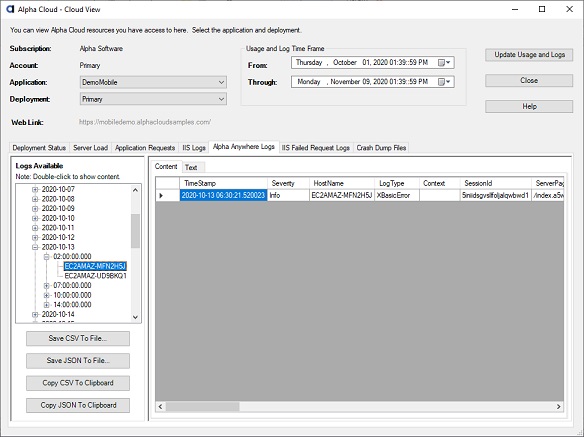 Alpha Cloud - Cloud View
You can view Alpha Cloud resources you have access to here. Select the application and deployment.
Subscription: Alpha Software
Account: Primary
Application: DemoMobile
Deployment: Primary
Web Link: https://mobiledemo.alphacloudsamples.com/
Usage and Log Time Frame
From: Thursday , October 01, 2020 01:39:59 PM
Through: Monday , November 09, 2020 01:39:59 PM
Update Usage and Logs
Close
Help
Deployment Status Server Load Application Requests IIS Logs Alpha Anywhere Logs IIS Failed Request Logs Crash Dump Files
Logs Available
Note: Double-click to show content.
2020-10-07
2020-10-08
2020-10-09
2020-10-10
2020-10-11
2020-10-12
2020-10-13
02:00:00.000
EC2AMAZ-MFN2H5J
EC2AMAZ-UD9BKQ1
07:00:00.000
10:00:00.000
14:00:00.000
2020-10-14
Save CSV To File...
Save JSON To File...
Copy CSV To Clipboard
Copy JSON To Clipboard
Content Text
TimeStamp Severity HostName LogType Context SessionId ServerPag
2020-10-13 06:30:21.520023 Info EC2AMAZ-MFN2H5J XBasicError /index.a5w